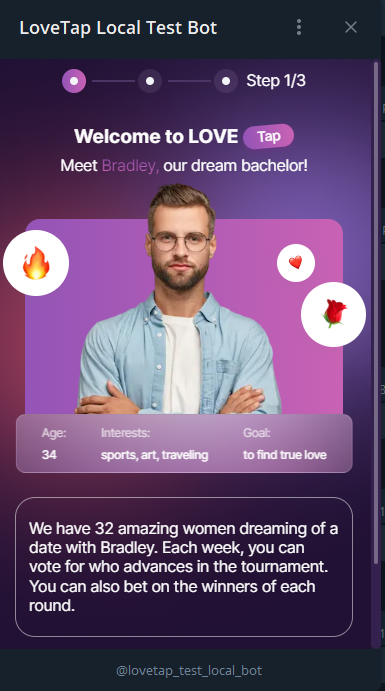 LoveTap Local Test Bot
Step 1/3
Welcome to LOVE Tap
Meet Bradley, our dream bachelor!
Age: Interests: Goal:
34 sports, art, traveling to find true love
We have 32 amazing women dreaming of a
date with Bradley. Each week, you can
vote for who advances in the tournament.
You can also bet on the winners of each
round.
@lovetap_test_local_bot